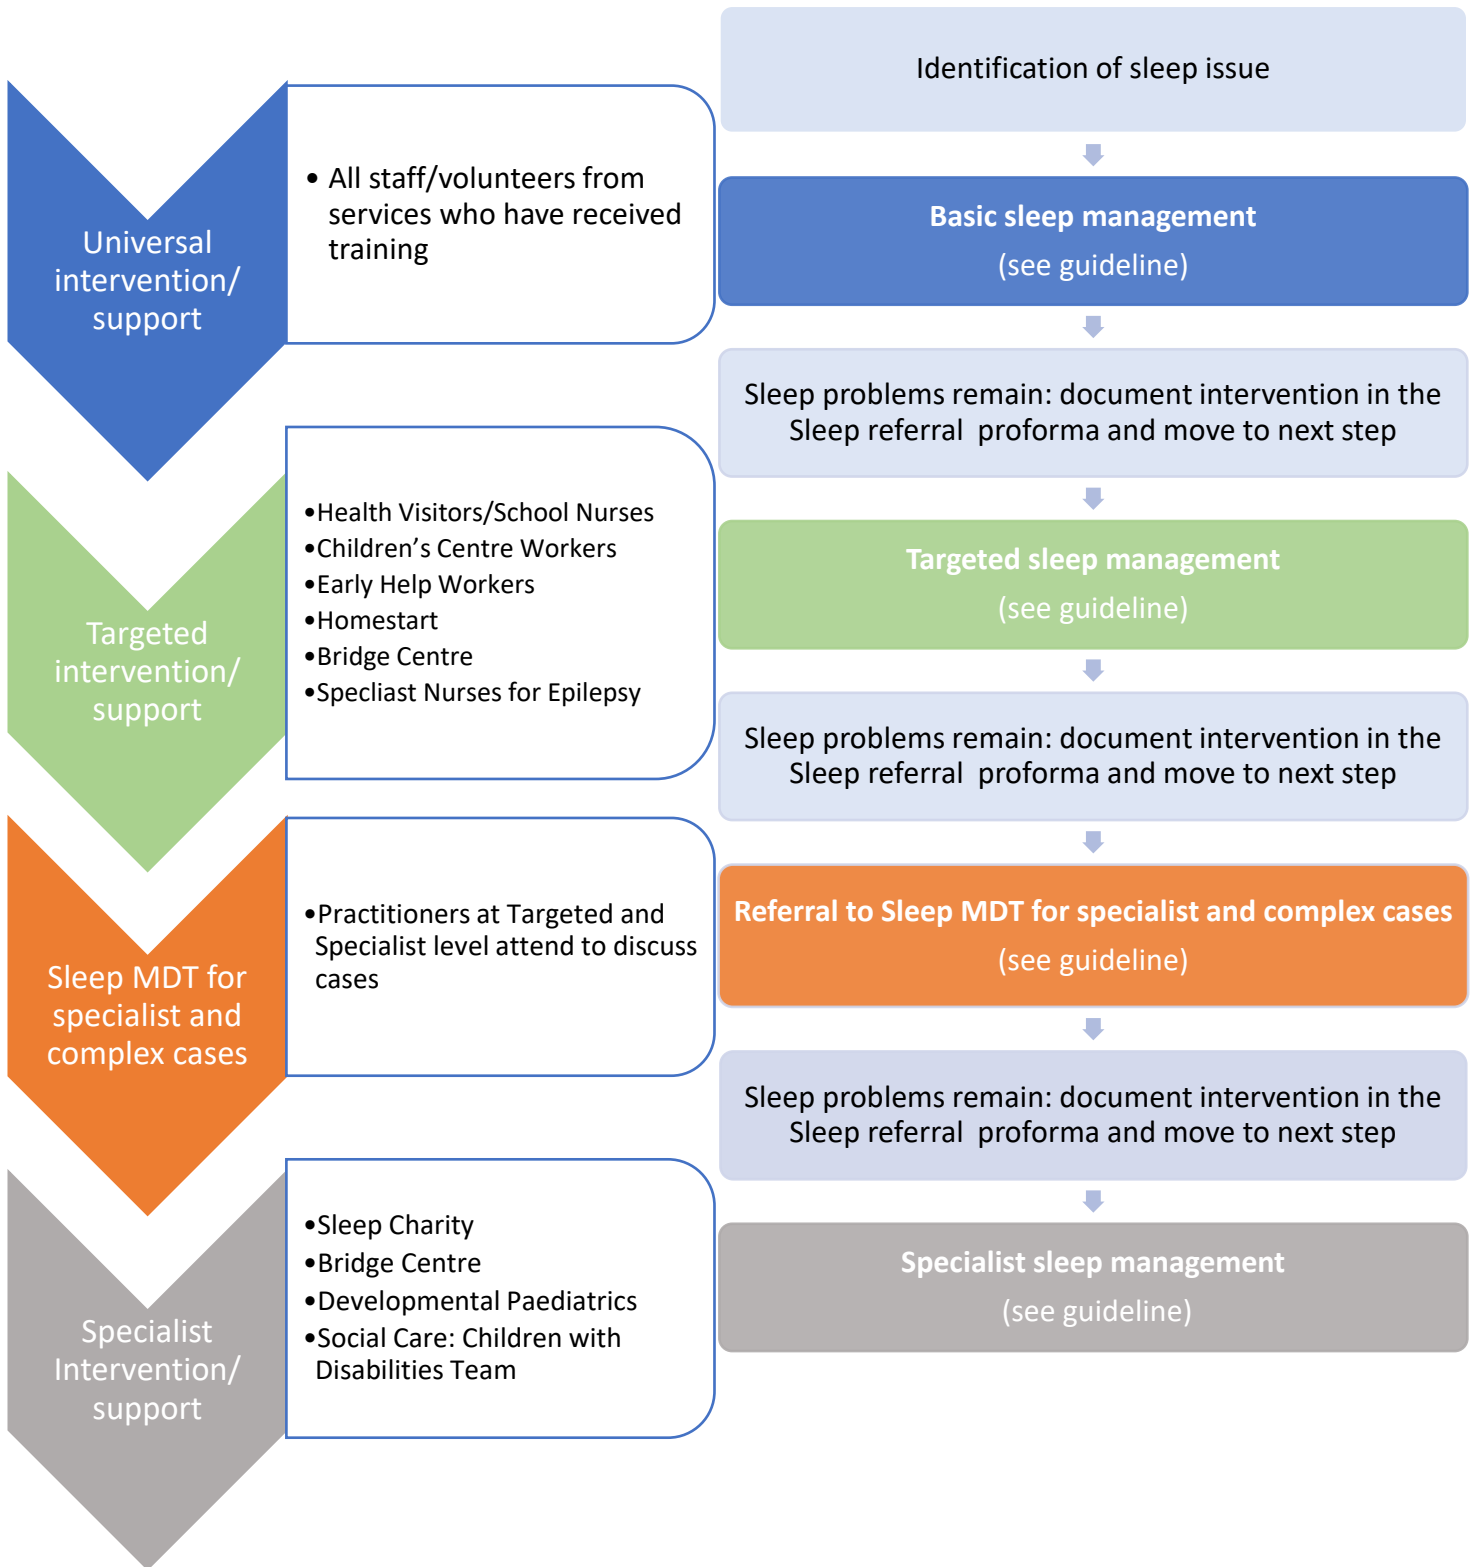 Identification of sleep issue
Universal
intervention/
support
• All staff/volunteers from
services who have received
training
Basic sleep management
(see guideline)
Sleep problems remain: document intervention in the
Sleep referral  proforma and move to next step
Targeted
intervention/
support
•Health Visitors/School Nurses
•Children’s Centre Workers
•Early Help Workers
•Homestart
•Bridge Centre
•Specliast Nurses for Epilepsy
Targeted sleep management
(see guideline)
Sleep problems remain: document intervention in the
Sleep referral  proforma and move to next step
Sleep MDT for
specialist and
complex cases
•Practitioners at Targeted and
Specialist level attend to discuss
cases
Referral to Sleep MDT for specialist and complex cases
(see guideline)
Sleep problems remain: document intervention in the
Sleep referral  proforma and move to next step
Specialist
Intervention/
support
•Sleep Charity
•Bridge Centre
•Developmental Paediatrics
•Social Care: Children with
Disabilities Team
Specialist sleep management
(see guideline)